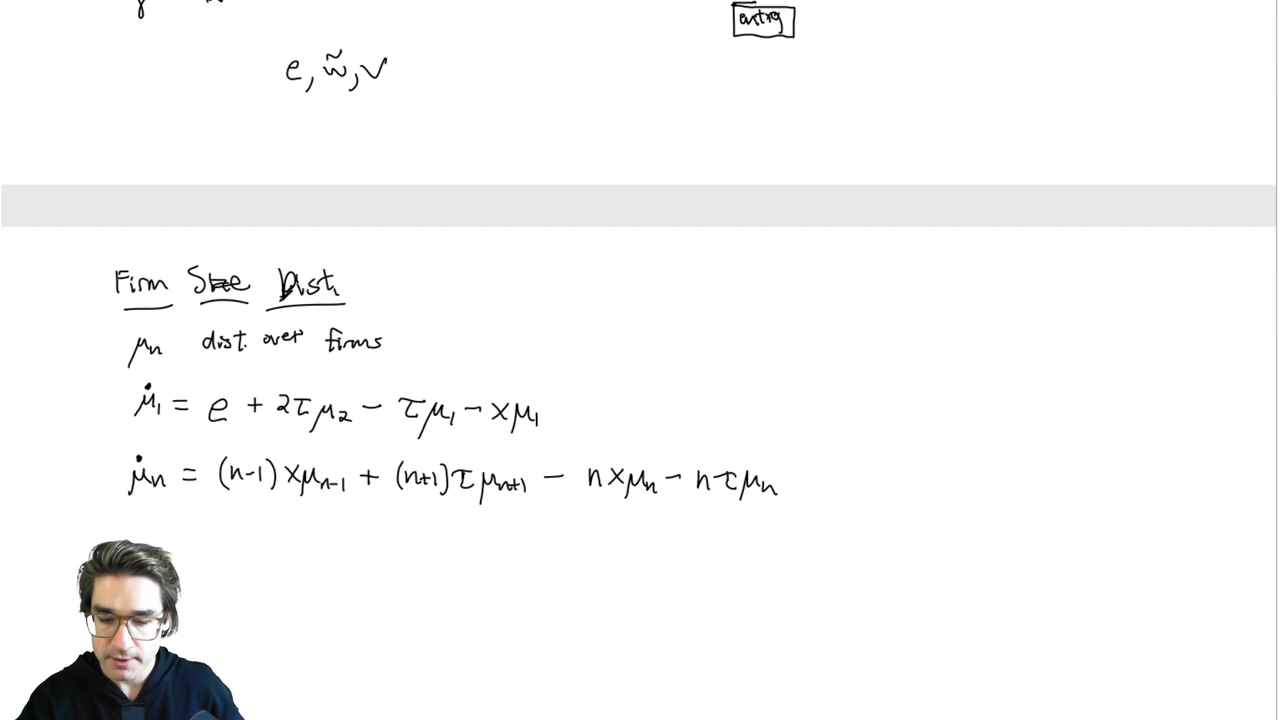 e, w̃, v
Firm Size Dist.
μₙ dist. over firms
μ̇₁ = e + 2τμ₂ − τμ₁ − xμ₁
μ̇ₙ = (n-1)xμₙ₋₁ + (n+1)τμₙ₊₁ − nxμₙ − nτμₙ